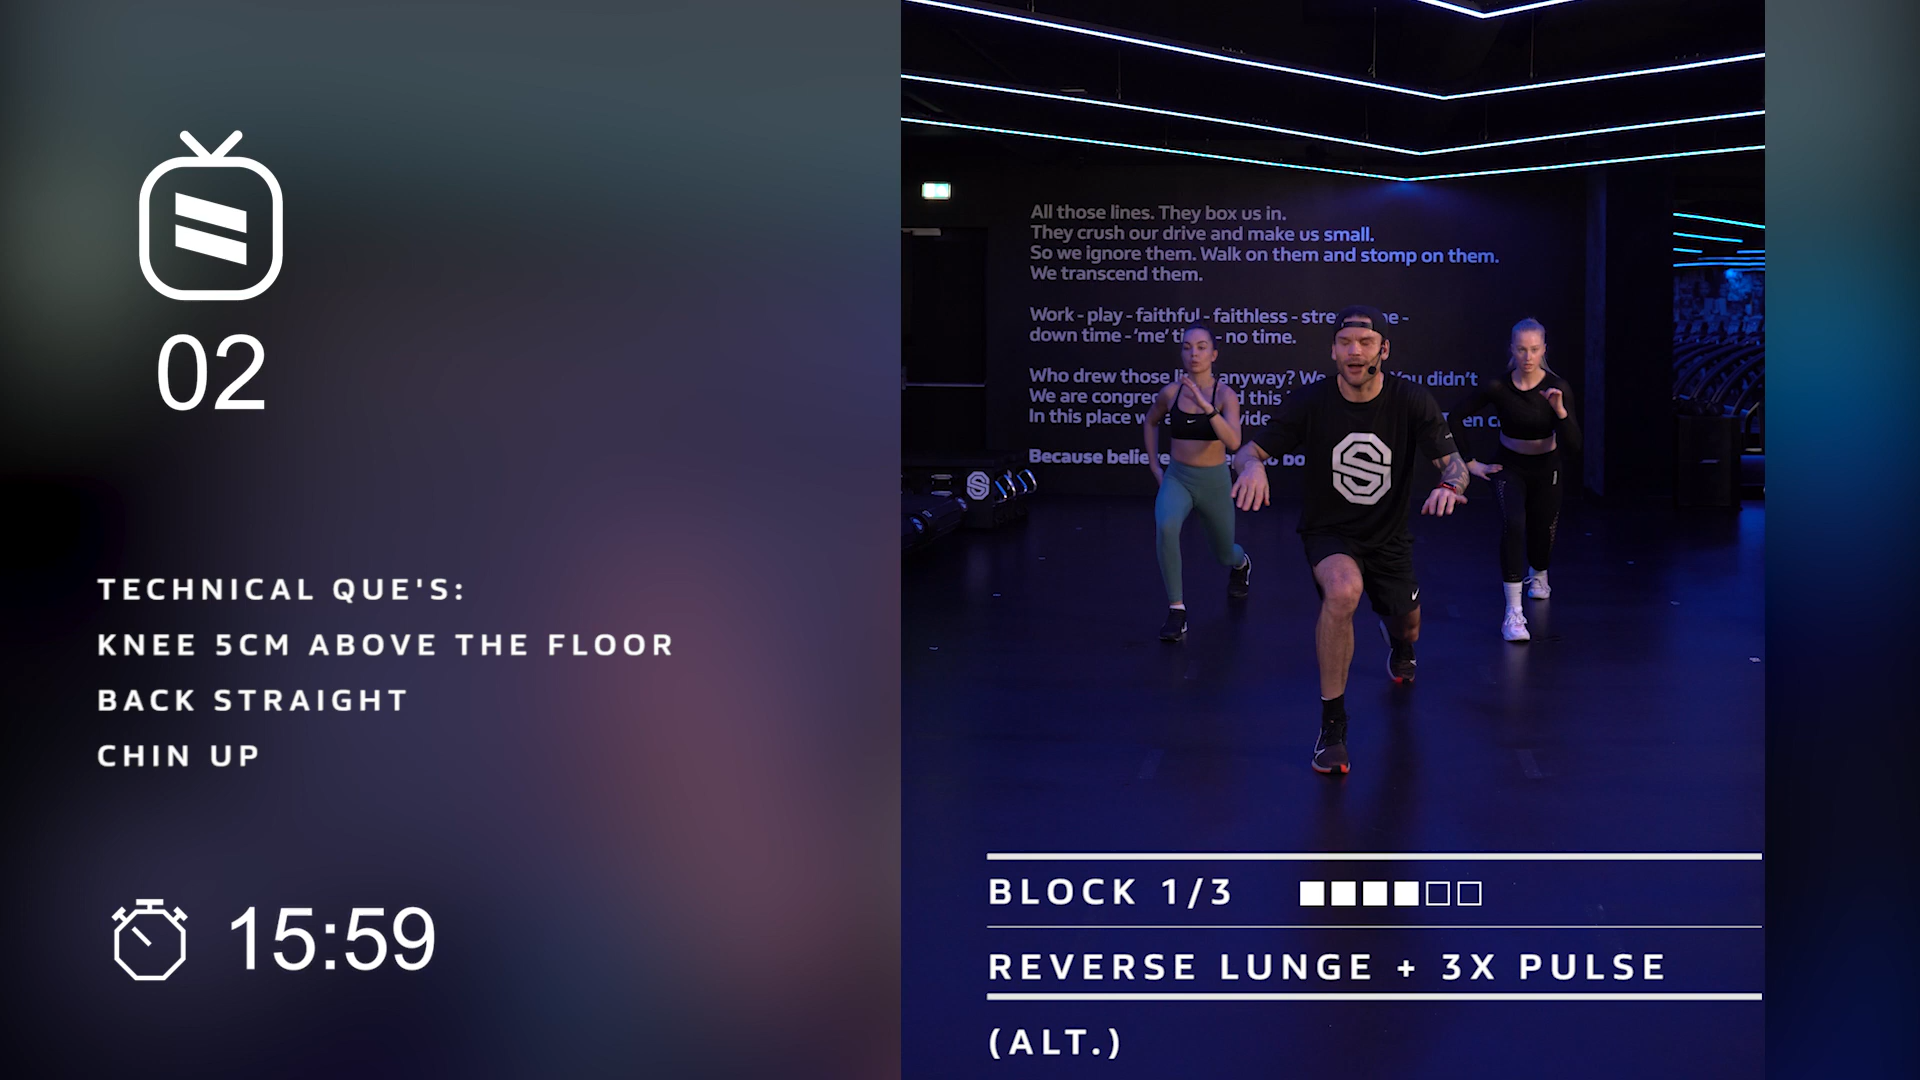 02
TECHNICAL QUE'S:
KNEE 5CM ABOVE THE FLOOR
BACK STRAIGHT
CHIN UP
15:59
All those lines. They box us in.
They crush our drive and make us small.
So we ignore them. Walk on them and stomp on them.
We transcend them.
Work - play - faithful - faithless -
down time - 'me' - no time.
Who drew those anyway? You didn't
We are this
In this place
Because
BLOCK 1/3
REVERSE LUNGE + 3X PULSE
(ALT.)